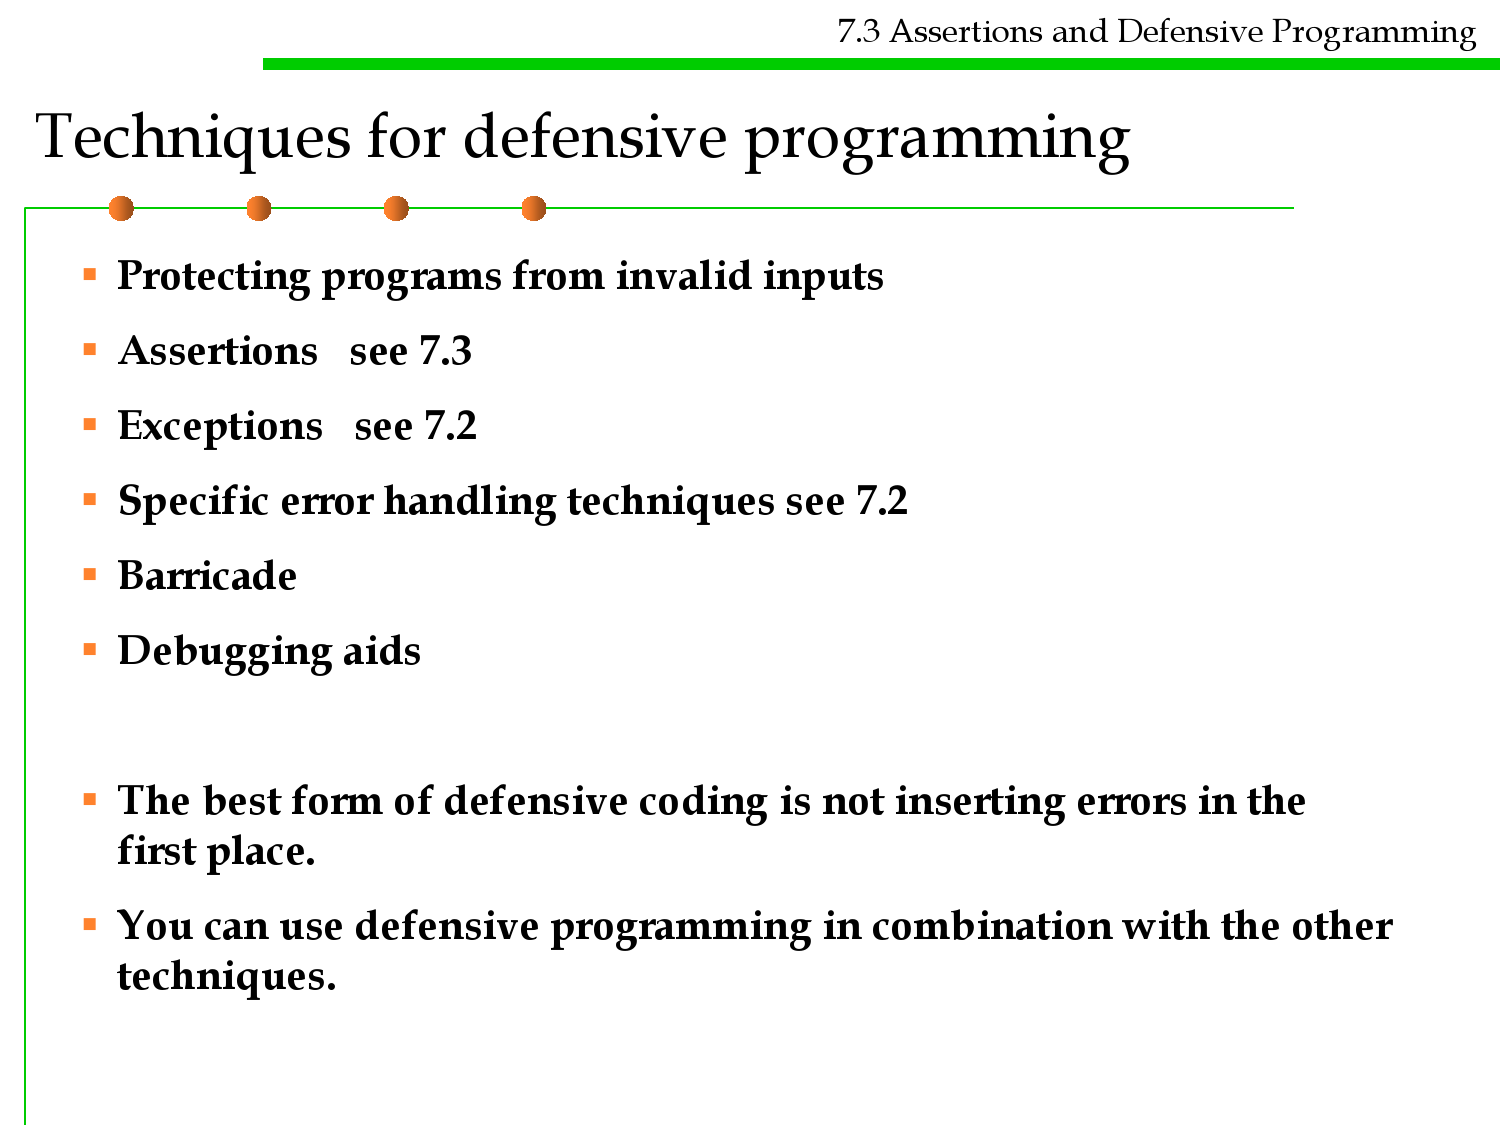 7.3 Assertions and Defensive Programming
Techniques for defensive programming
▪ Protecting programs from invalid inputs
▪ Assertions   see 7.3
▪ Exceptions   see 7.2
▪ Specific error handling techniques see 7.2
▪ Barricade
▪ Debugging aids
▪ The best form of defensive coding is not inserting errors in the
first place.
▪ You can use defensive programming in combination with the other
techniques.